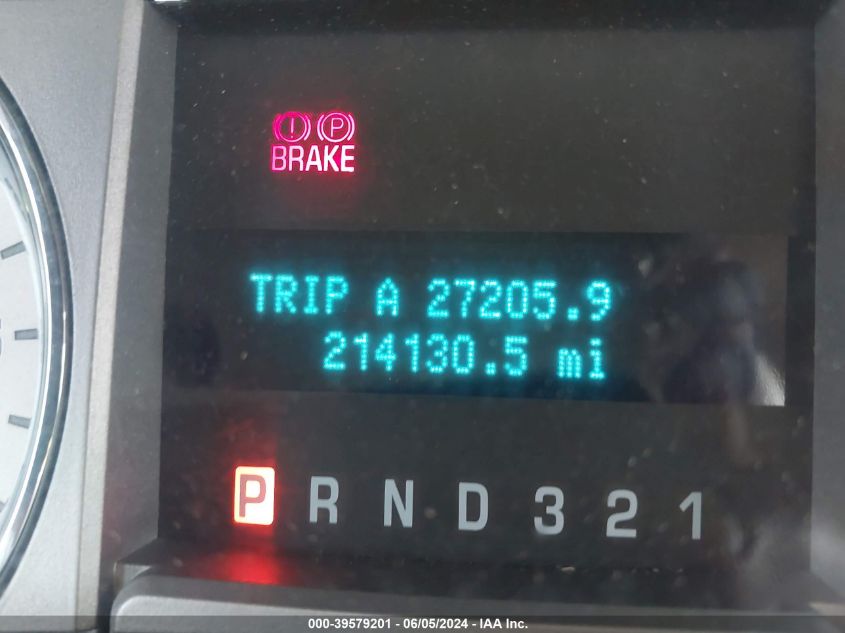 ! P
BRAKE
TRIP A 27205.9
214130.5 mi
P R N D 3 2 1
000-39579201 - 06/05/2024 - IAA Inc.